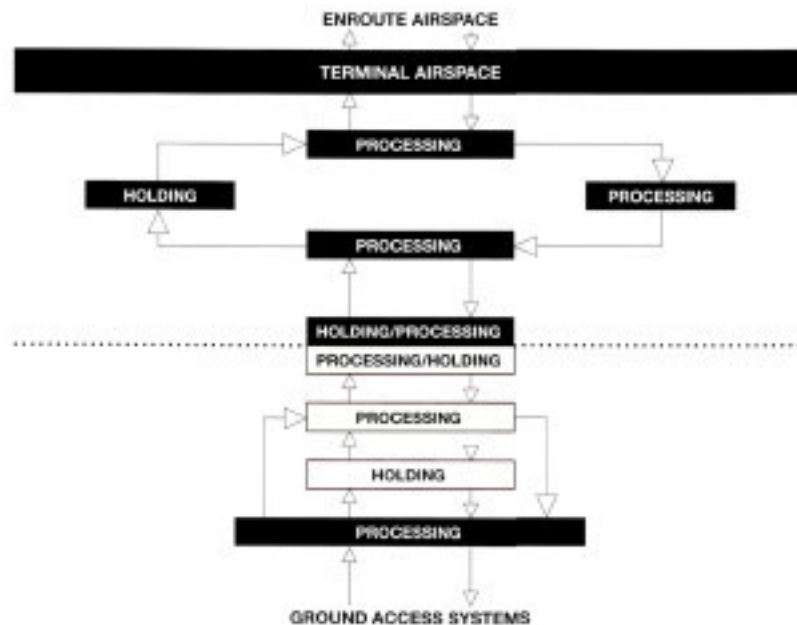 ENROUTE AIRSPACE
TERMINAL AIRSPACE
PROCESSING
HOLDING
PROCESSING
PROCESSING
HOLDING/PROCESSING
PROCESSING/HOLDING
PROCESSING
HOLDING
PROCESSING
GROUND ACCESS SYSTEMS